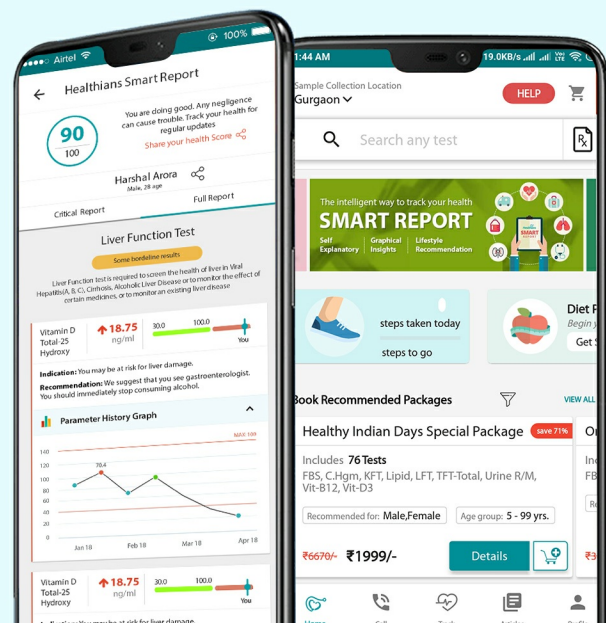 Airtel
100%
Healthians Smart Report
90
100
You are doing good. Any negligence
can cause trouble. Track your health for
regular updates
Share your health Score
Harshal Arora
Male, 28 age
Critical Report
Full Report
Liver Function Test
Some bordeline results
Liver Function test is required to screen the health of liver in Viral
Hepatitis(A, B, C), Cirrhosis, Alcoholic Liver Disease or to monitor the effect of
certain medicines, or to monitor an existing liver disease
Vitamin D
Total-25
Hydroxy
18.75
ng/ml
30.0
100.0
You
Indication: You may be at risk for liver damage.
Recommendation: We suggest that you see gastroenterologist.
You should immediately stop consuming alcohol.
Parameter History Graph
MAX 100
140
120
100
80
60
40
20
0
70.4
Jan 18
Feb 18
Mar 18
Apr 18
Vitamin D
Total-25
Hydroxy
18.75
ng/ml
30.0
100.0
You
1:44 AM
19.0KB/s
Sample Collection Location
Gurgaon
HELP
Search any test
Rx
The intelligent way to track your health
SMART REPORT
Self
Explanatory
Graphical
Insights
Lifestyle
Recommendation
SMART
steps taken today
steps to go
Diet
Begin
Get
Book Recommended Packages
VIEW ALL
Healthy Indian Days Special Package
save 71%
Includes 76 Tests
FBS, C.Hgm, KFT, Lipid, LFT, TFT-Total, Urine R/M,
Vit-B12, Vit-D3
Recommended for: Male,Female
Age group: 5 - 99 yrs.
₹6670/- ₹1999/-
Details
Home